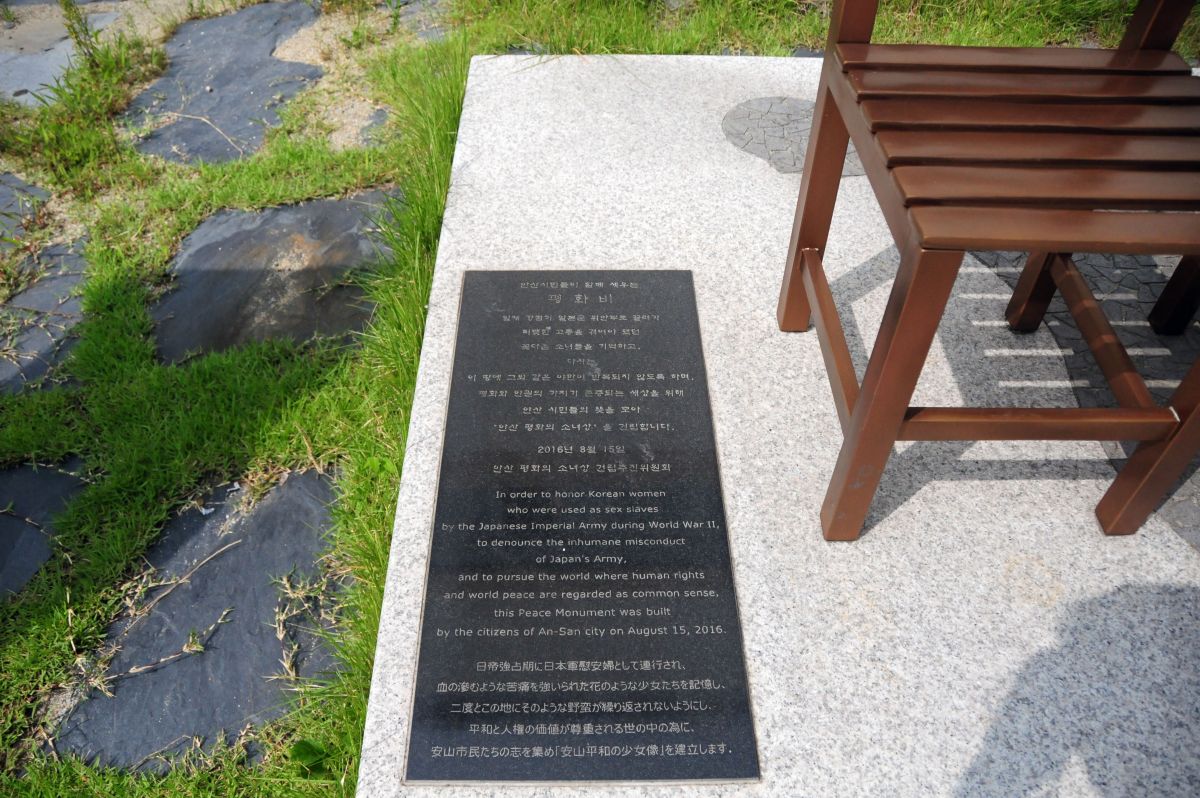 안산시민들이 함께 세우는
평 화 비
일제 강점기 일본군 위안부로 끌려가
피맺힌 고통을 겪어야 했던
꽃다운 소녀들을 기억하고,
다시는
이 땅에 그와 같은 야만이 반복되지 않도록 하며,
평화와 인권의 가치가 존중되는 세상을 위해
안산 시민들의 뜻을 모아
'안산 평화의 소녀상' 을 건립합니다.
2016년 8월 15일
안산 평화의 소녀상 건립추진위원회
In order to honor Korean women
who were used as sex slaves
by the Japanese Imperial Army during World War II,
to denounce the inhumane misconduct
of Japan's Army,
and to pursue the world where human rights
and world peace are regarded as common sense,
this Peace Monument was built
by the citizens of An-San city on August 15, 2016.
日帝強占期に日本軍慰安婦として連行され、
血の滲むような苦痛を強いられた花のような少女たちを記憶し、
二度とこの地にそのような野蛮が繰り返されないようにし、
平和と人権の価値が尊重される世の中の為に、
安山市民たちの志を集め「安山平和の少女像」を建立します。